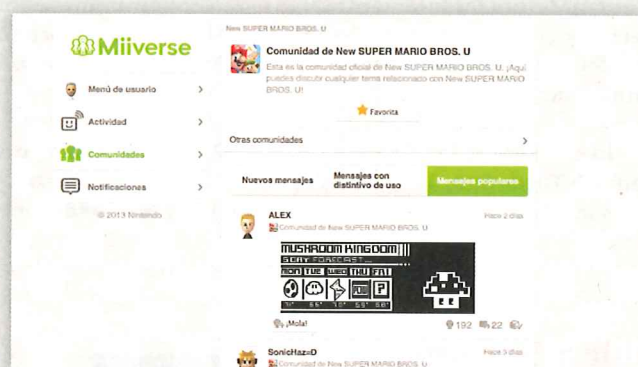 Miiverse
Menú de usuario
Actividad
Comunidades
Notificaciones
© 2013 Nintendo
New SUPER MARIO BROS. U
Comunidad de New SUPER MARIO BROS. U
Esta es la comunidad oficial de New SUPER MARIO BROS. U. ¡Aquí
puedes discutir cualquier tema relacionado con New SUPER MARIO
BROS. U!
Favorita
Otras comunidades
Nuevos mensajes
Mensajes con
distintivo de uso
Mensajes populares
ALEX
Hace 2 días
Comunidad de New SUPER MARIO BROS. U
MUSHROOM KINGDOM
5 DAY FORECAST...
MON TUE WED THU FRI
¡Mola!
192 22
SonicHaz=D
Hace 3 días
Comunidad de New SUPER MARIO BROS. U